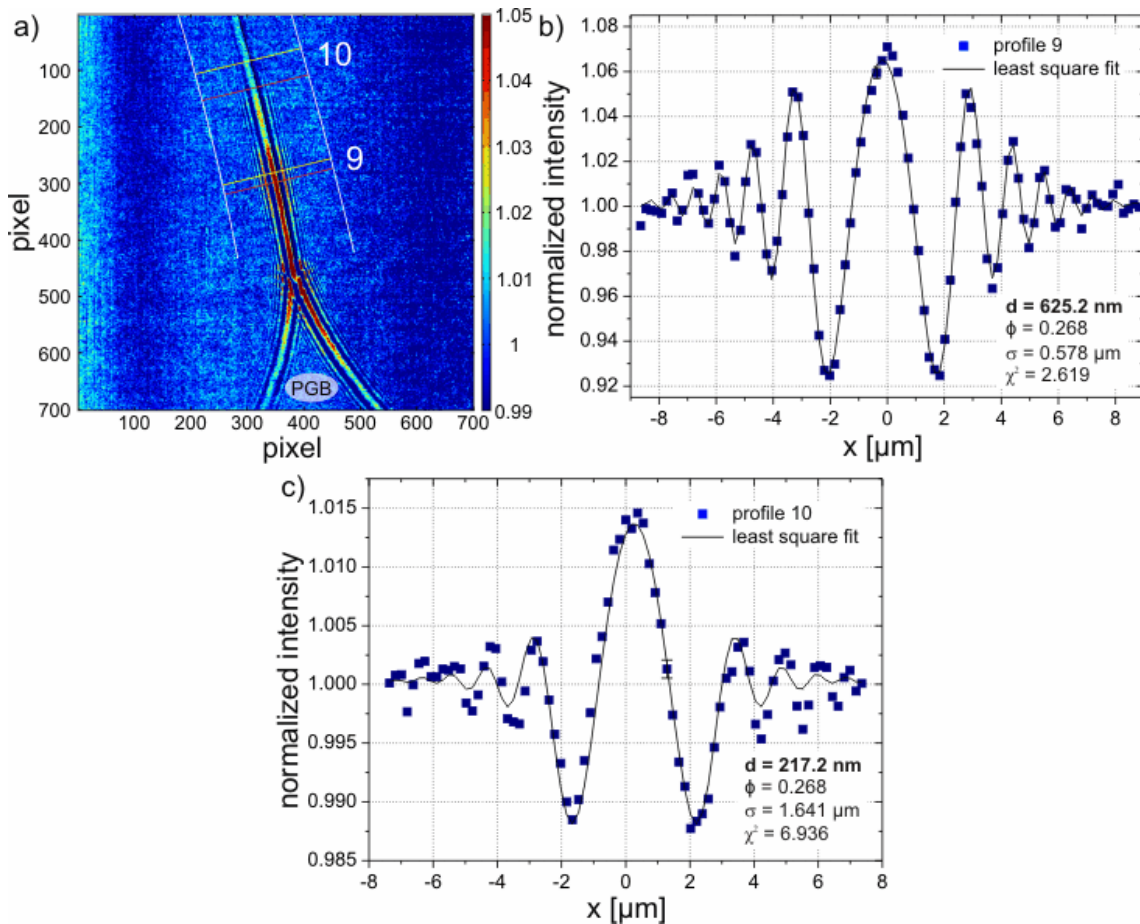 a)
10
9
PGB
100
200
300
400
500
600
700
pixel
100 200 300 400 500 600 700
pixel
1.05
1.04
1.03
1.02
1.01
1
0.99
b)
normalized intensity
1.08
1.06
1.04
1.02
1.00
0.98
0.96
0.94
0.92
profile 9
least square fit
d = 625.2 nm
ϕ = 0.268
σ = 0.578 µm
χ² = 2.619
-8 -6 -4 -2 0 2 4 6 8
x [µm]
c)
normalized intensity
1.015
1.010
1.005
1.000
0.995
0.990
0.985
profile 10
least square fit
d = 217.2 nm
ϕ = 0.268
σ = 1.641 µm
χ² = 6.936
-8 -6 -4 -2 0 2 4 6 8
x [µm]